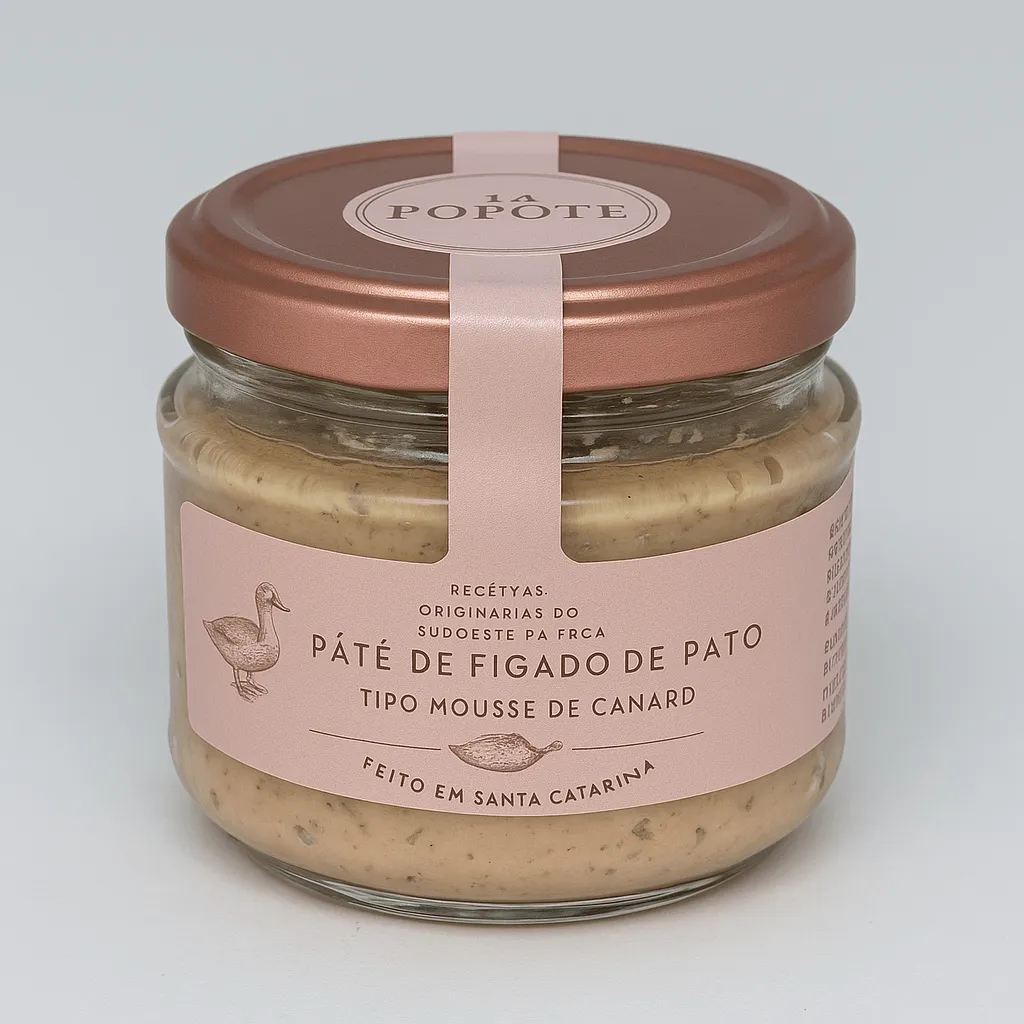 POPOTE
RECÉTYAS.
ORIGINARIAS DO
SUDOESTE PA FRCA
PÁTÉ DE FIGADO DE PATO
TIPO MOUSSE DE CANARD
FEITO EM SANTA CATARINA